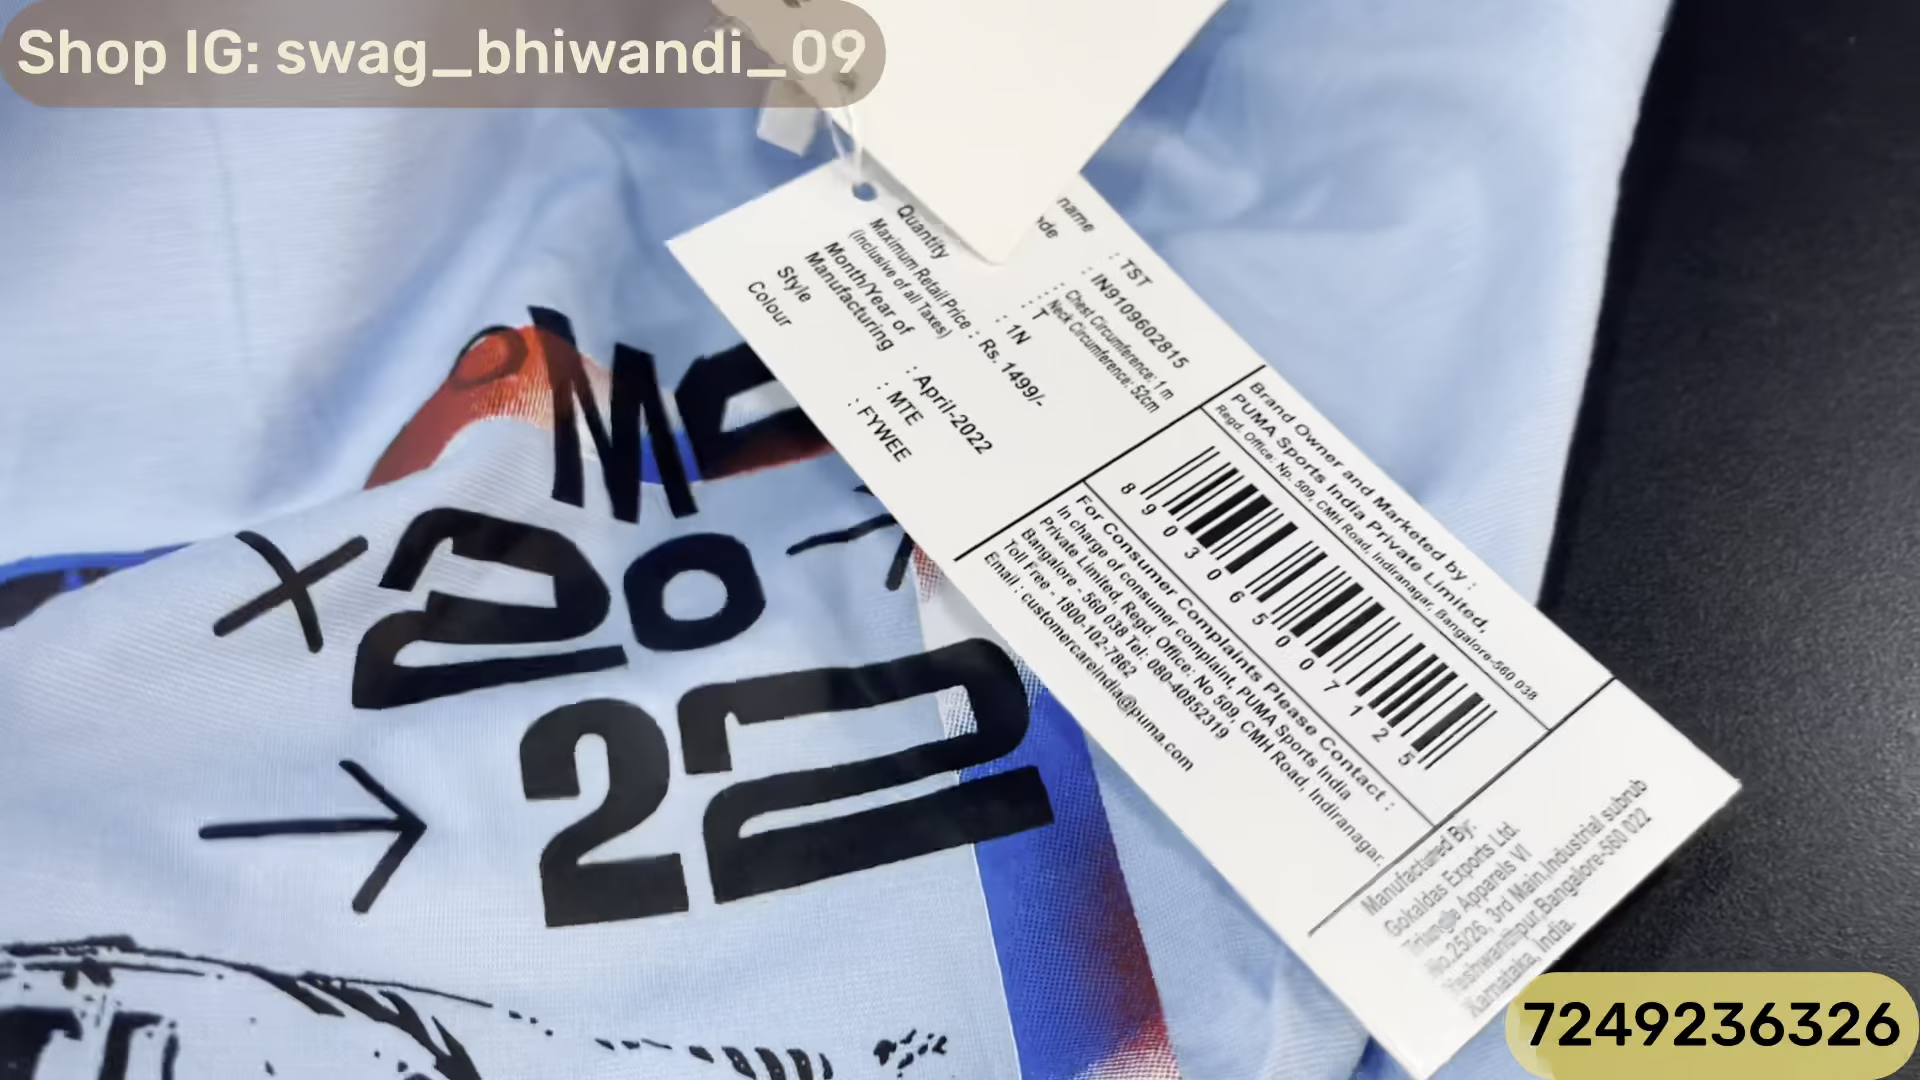 Shop IG: swag_bhiwandi_09
name : TST
: IN9109602815
: Chest Circumference: 1 m
Neck Circumference: 52cm
: T
Quantity : 1N
Maximum Retail Price : Rs. 1499/-
(inclusive of all Taxes)
Month/Year of
Manufacturing : April-2022
Style : MTE
Colour : FYWEE
Brand Owner and Marketed by :
PUMA Sports India Private Limited,
Regd. Office: Np. 509, CMH Road, Indiranagar, Bangalore-560 038
8903065007125
For Consumer Complaints Please Contact :
In charge of consumer complaint, PUMA Sports India
Private Limited, Regd. Office: No 509, CMH Road, Indiranagar.
Bangalore - 560 038 Tel: 080-40852319
Toll Free - 1800-102-7862
Email : customercareindia@puma.com
Manufactured By:
Gokaldas Exports Ltd.
Triangle Apparels VI
No.25/26, 3rd Main,Industrial subrub
Yeshwanthpur,Bangalore-560 022
Karnataka, India.
X 20
→ 22
7249236326